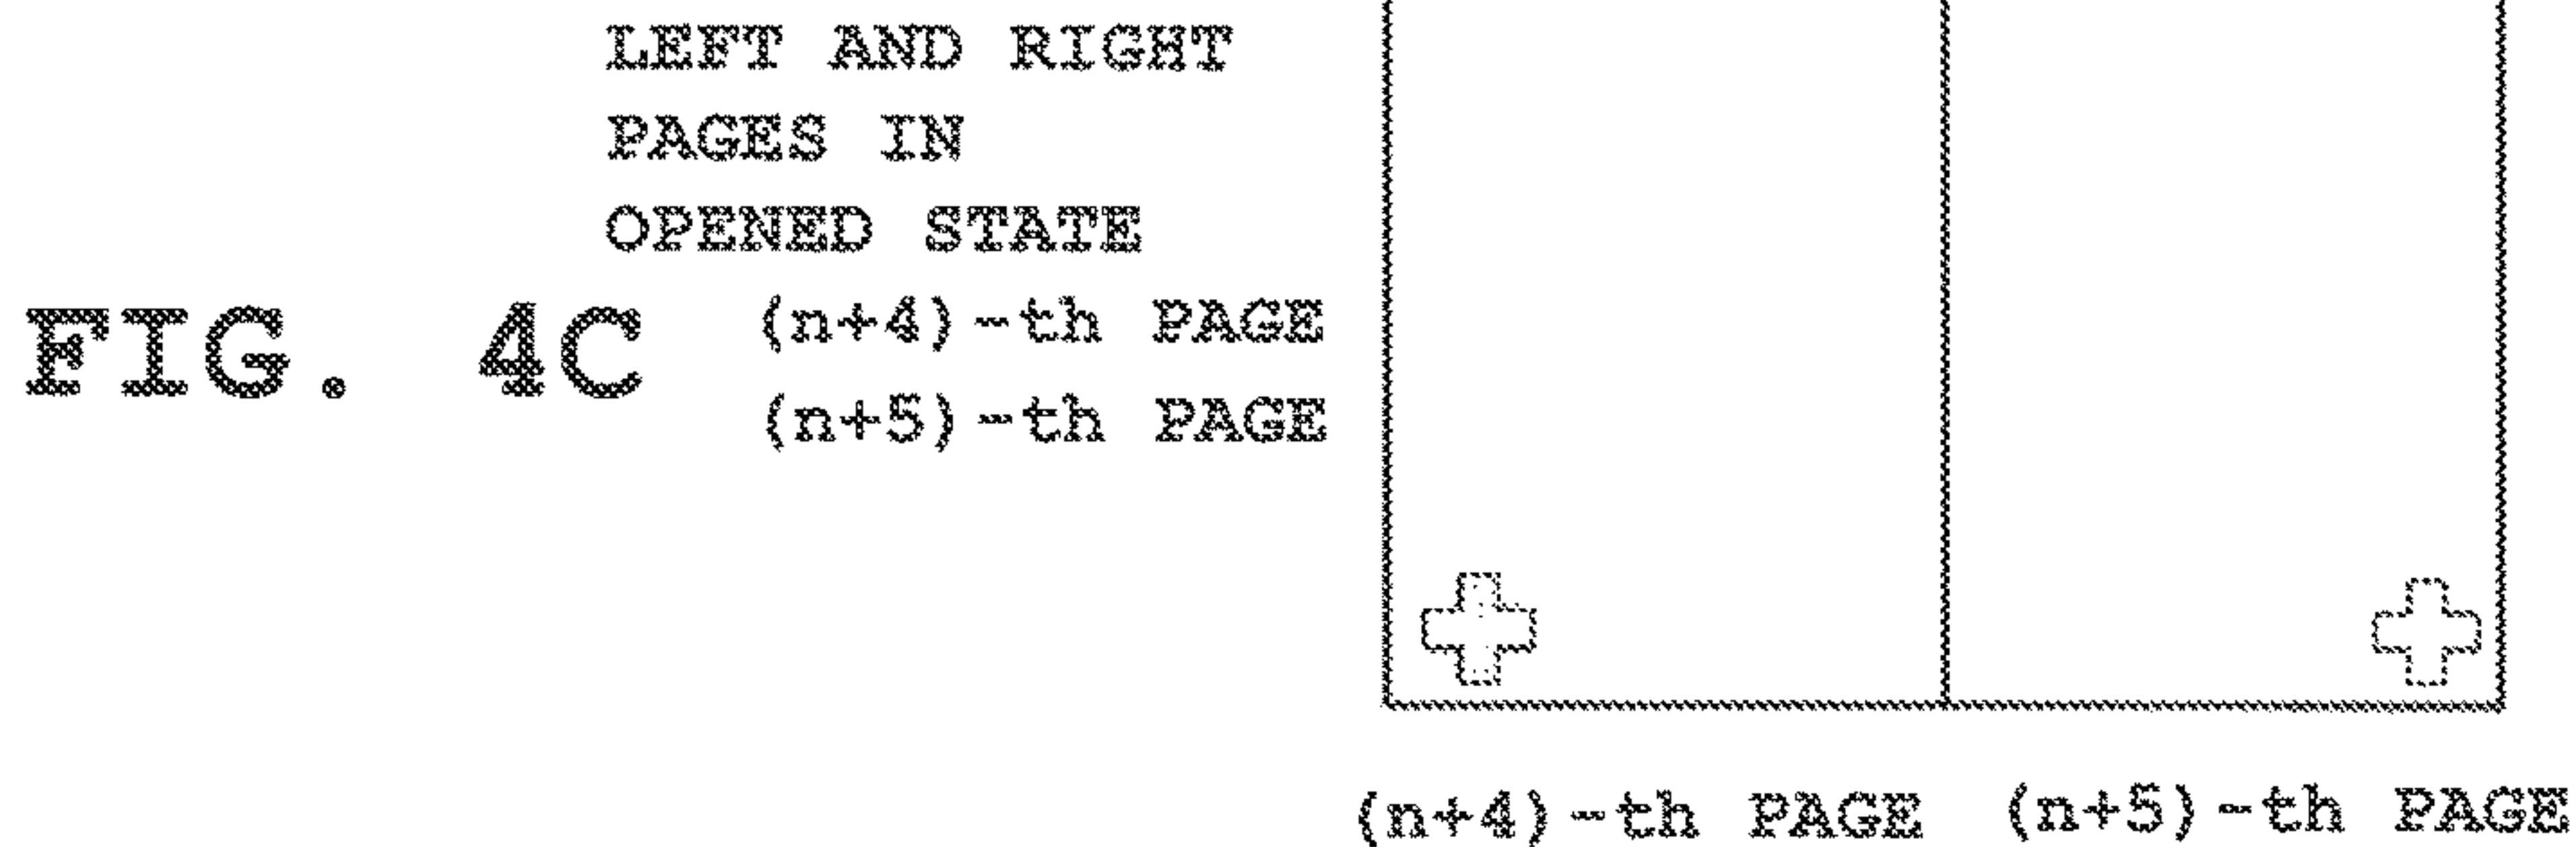 LEFT AND RIGHT
PAGES IN
OPENED STATE
FIG. 4C
(n+4)-th PAGE
(n+5)-th PAGE
(n+4)-th PAGE (n+5)-th PAGE